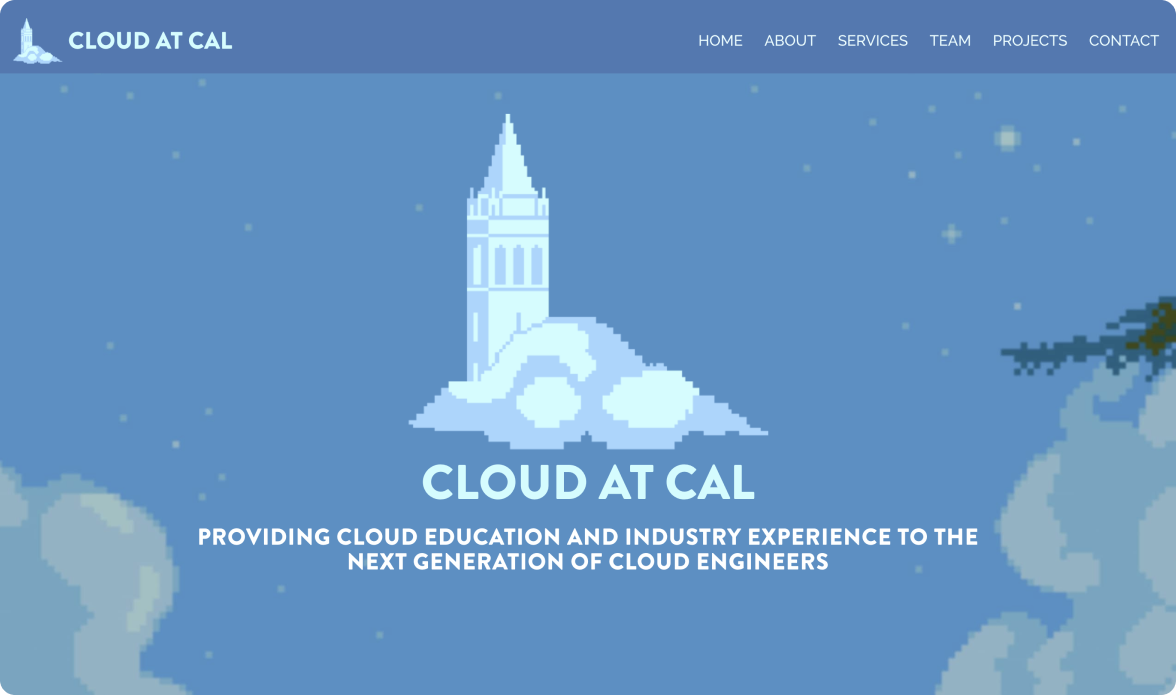 CLOUD AT CAL
HOME ABOUT SERVICES TEAM PROJECTS CONTACT
CLOUD AT CAL
PROVIDING CLOUD EDUCATION AND INDUSTRY EXPERIENCE TO THE
NEXT GENERATION OF CLOUD ENGINEERS